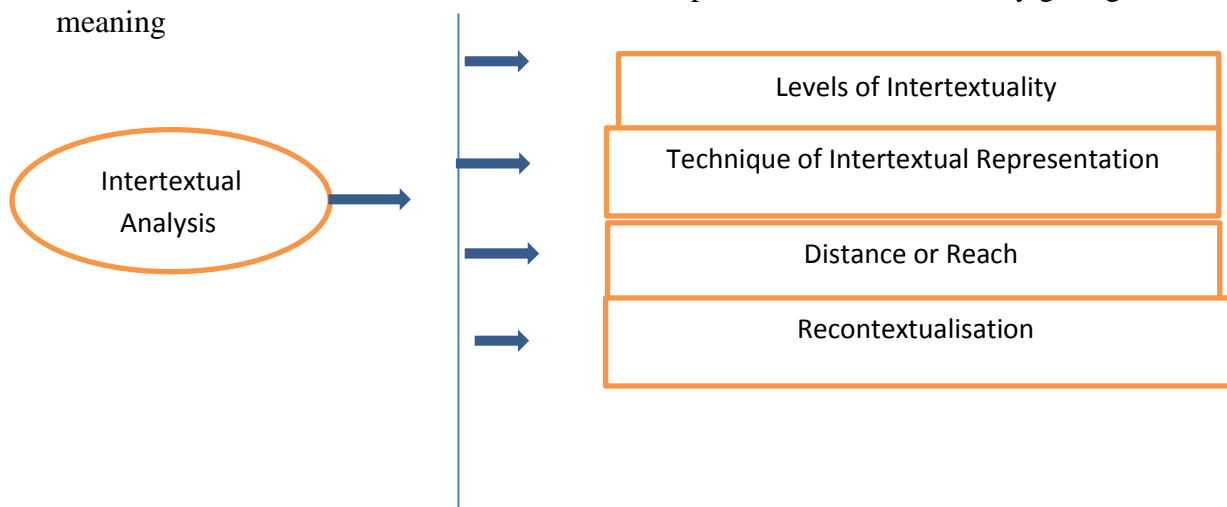 meaning
Levels of Intertextuality
Technique of Intertextual Representation
Intertextual
Analysis
Distance or Reach
Recontextualisation